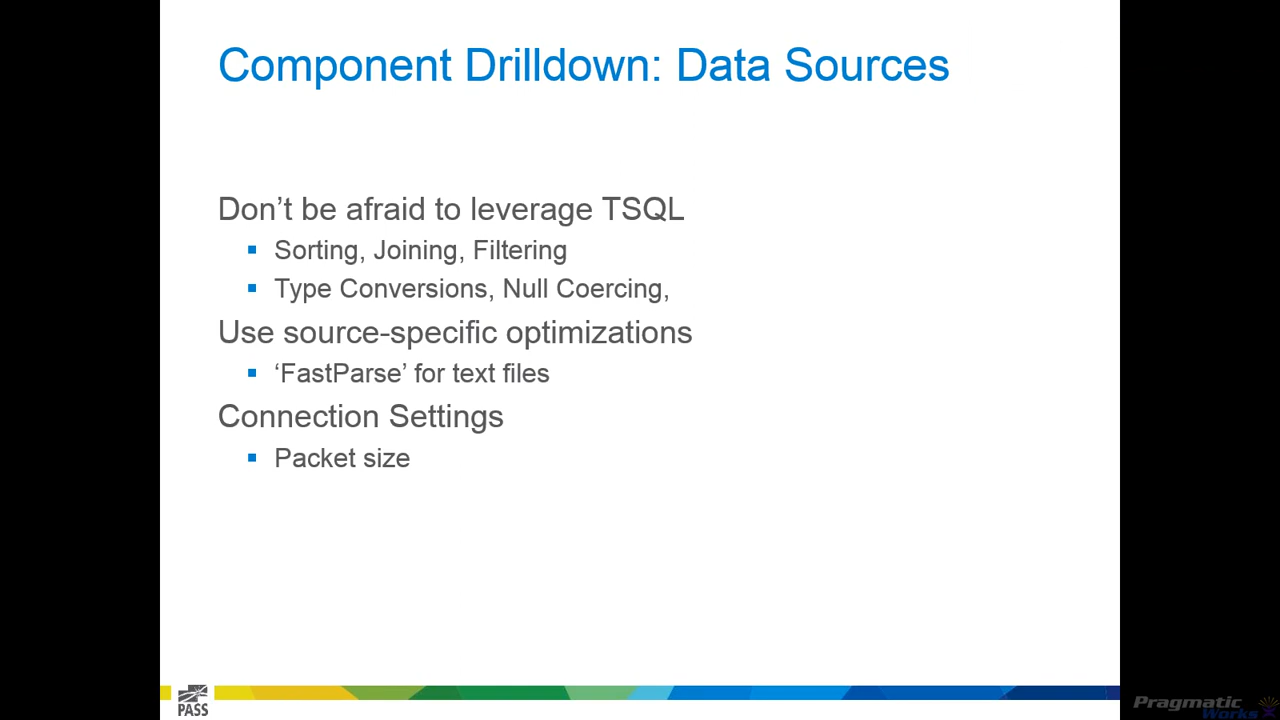 Component Drilldown: Data Sources
Don’t be afraid to leverage TSQL
Sorting, Joining, Filtering
Type Conversions, Null Coercing,
Use source-specific optimizations
‘FastParse’ for text files
Connection Settings
Packet size
PASS
Pragmatic
Works